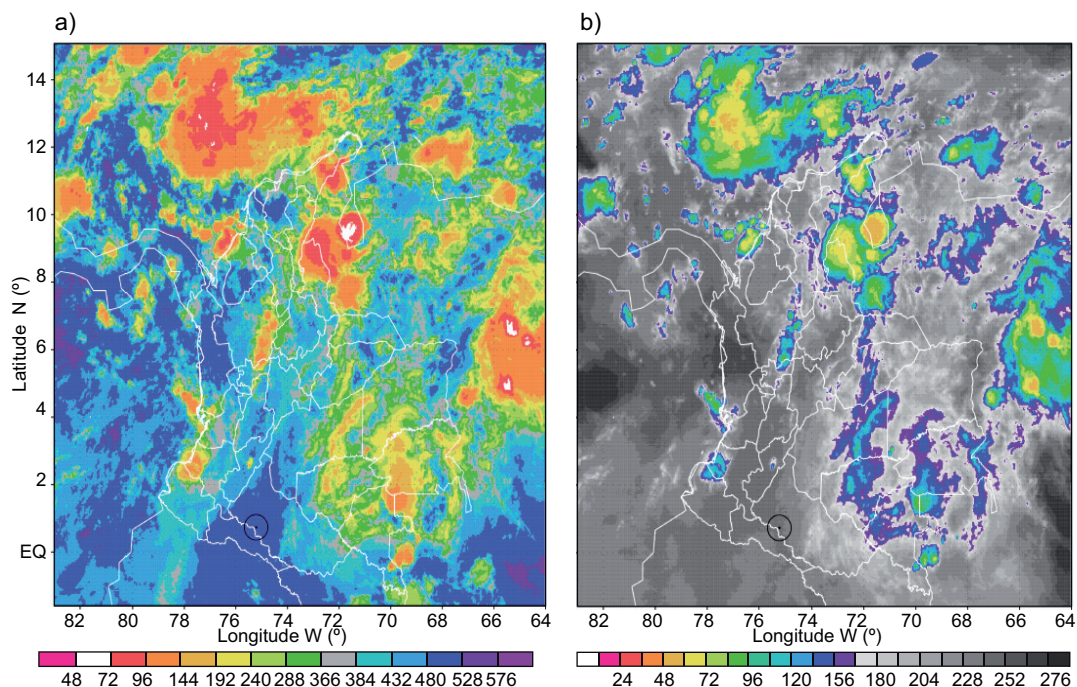 a)
b)
Latitude N (º)
14
12
10
8
6
4
2
EQ
82 80 78 76 74 72 70 68 66 64
82 80 78 76 74 72 70 68 66 64
Longitude W (º)
Longitude W (º)
48 72 96 144 192 240 288 366 384 432 480 528 576
24 48 72 96 120 156 180 204 228 252 276